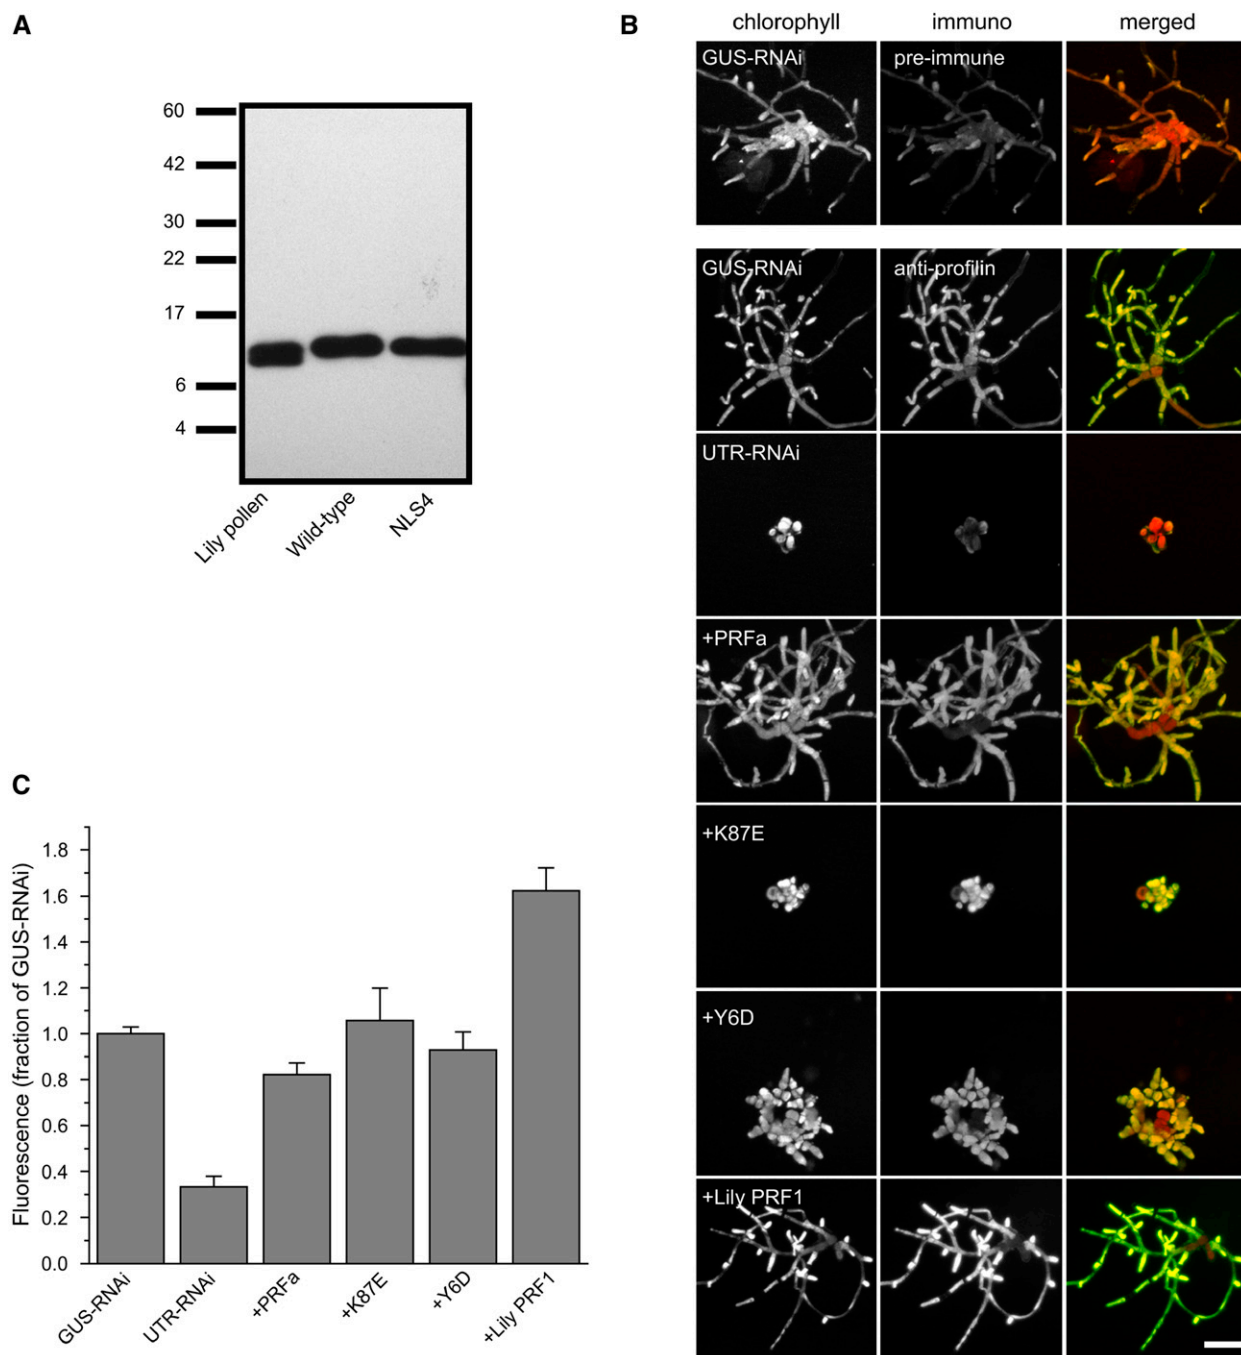 A
60
42
30
22
17
6
4
Lily pollen
Wild-type
NLS4
B
chlorophyll
immuno
merged
GUS-RNAi
pre-immune
GUS-RNAi
anti-profilin
UTR-RNAi
+PRFa
+K87E
+Y6D
+Lily PRF1
C
Fluorescence (fraction of GUS-RNAi)
1.8
1.6
1.4
1.2
1.0
0.8
0.6
0.4
0.2
0.0
GUS-RNAi
UTR-RNAi
+PRFa
+K87E
+Y6D
+Lily PRF1